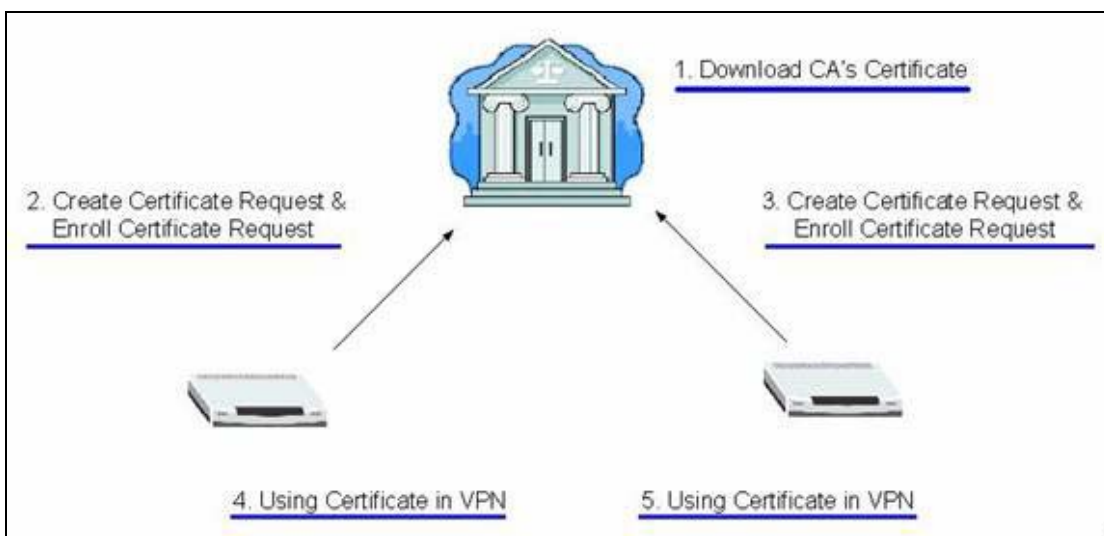 1. Download CA's Certificate
2. Create Certificate Request &
Enroll Certificate Request
3. Create Certificate Request &
Enroll Certificate Request
4. Using Certificate in VPN
5. Using Certificate in VPN